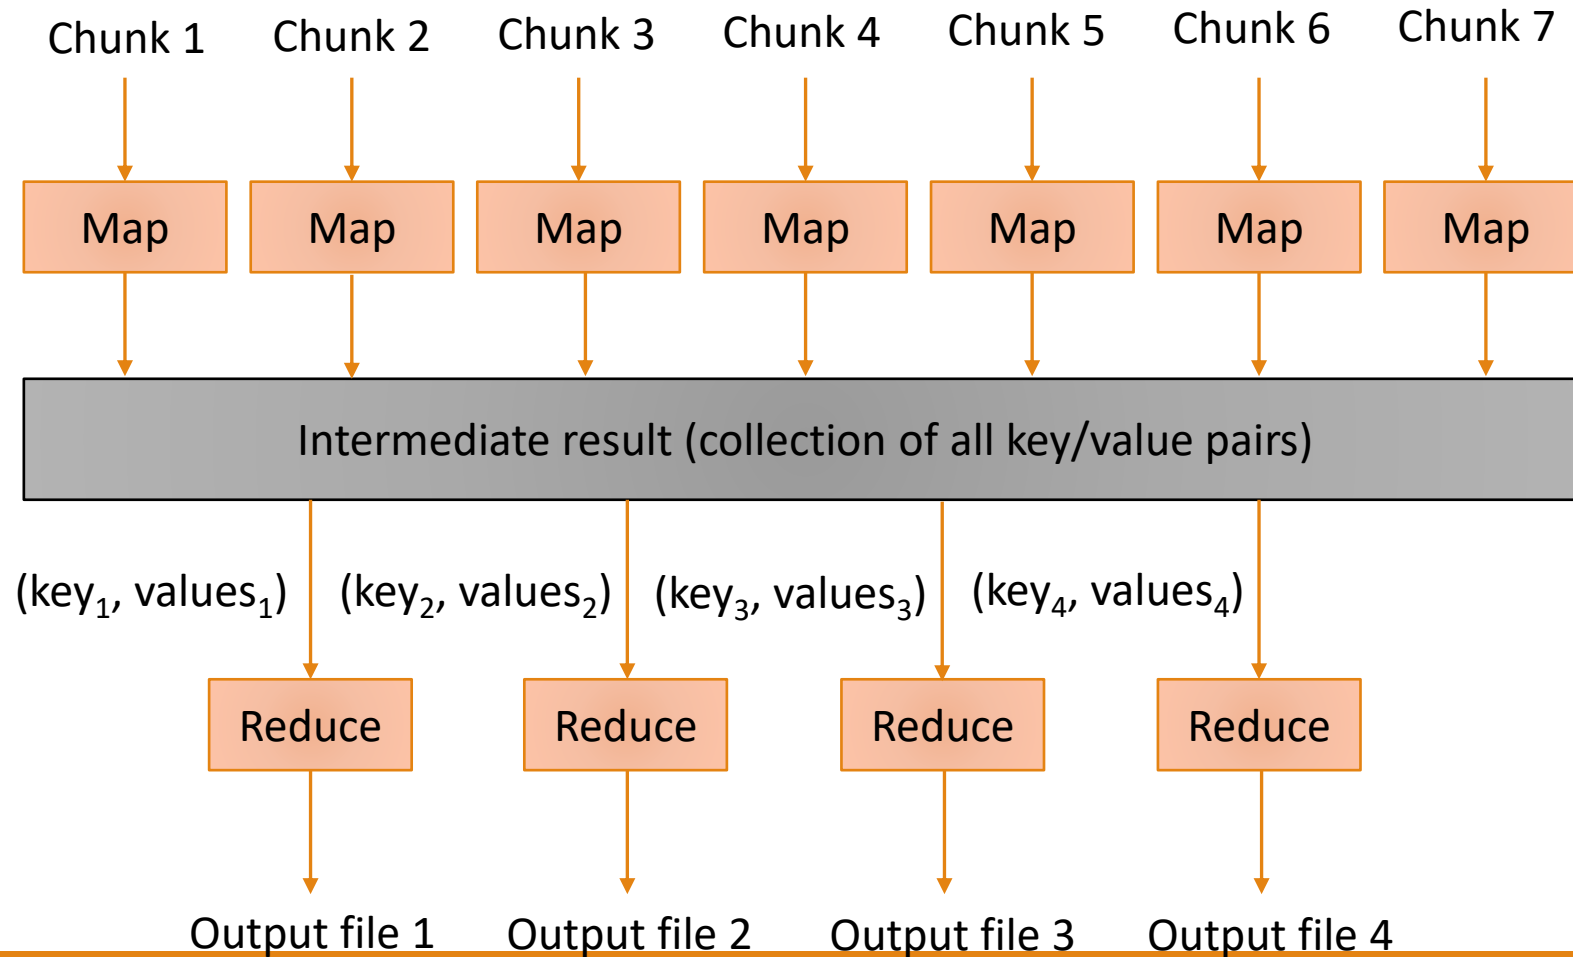 Chunk 1 Chunk 2 Chunk 3 Chunk 4 Chunk 5 Chunk 6 Chunk 7
Map Map Map Map Map Map Map
Intermediate result (collection of all key/value pairs)
(key₁, values₁) (key₂, values₂) (key₃, values₃) (key₄, values₄)
Reduce Reduce Reduce Reduce
Output file 1 Output file 2 Output file 3 Output file 4